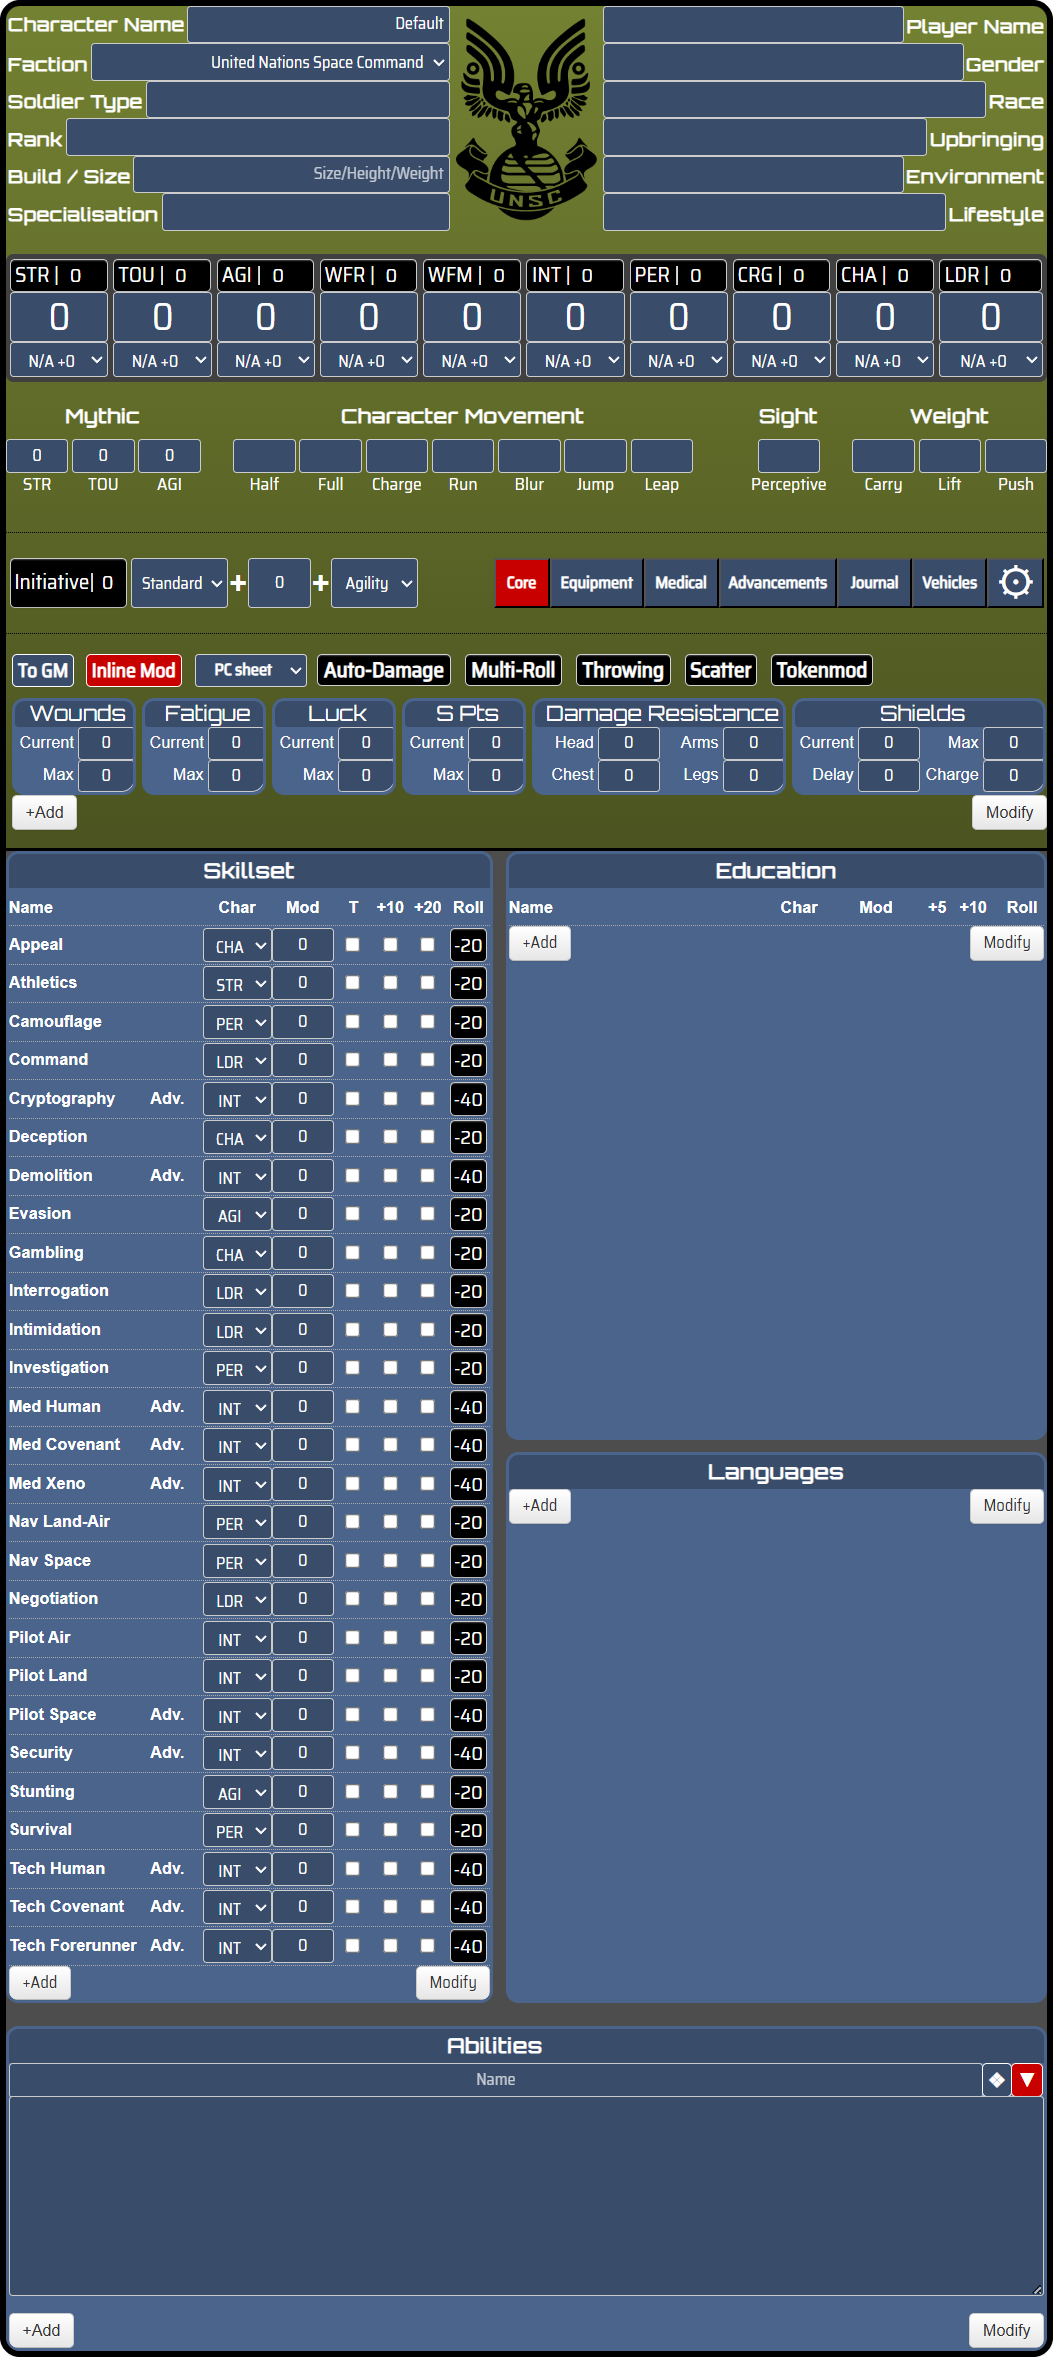 Character Name Default Player Name
Faction United Nations Space Command Gender
Soldier Type Race
Rank Upbringing
Build / Size Size/Height/Weight Environment
Specialisation Lifestyle
UNSC
STR | 0 TOU | 0 AGI | 0 WFR | 0 WFM | 0 INT | 0 PER | 0 CRG | 0 CHA | 0 LDR | 0
0 0 0 0 0 0 0 0 0 0
N/A +0 N/A +0 N/A +0 N/A +0 N/A +0 N/A +0 N/A +0 N/A +0 N/A +0 N/A +0
Mythic Character Movement Sight Weight
0 0 0
STR TOU AGI Half Full Charge Run Blur Jump Leap Perceptive Carry Lift Push
Initiative| 0 Standard + 0 + Agility Core Equipment Medical Advancements Journal Vehicles
To GM Inline Mod PC sheet Auto-Damage Multi-Roll Throwing Scatter Tokenmod
Wounds Fatigue Luck S Pts Damage Resistance Shields
Current 0 Current 0 Current 0 Current 0 Head 0 Arms 0 Current 0 Max 0
Max 0 Max 0 Max 0 Max 0 Chest 0 Legs 0 Delay 0 Charge 0
+Add Modify
Skillset
Name Char Mod T +10 +20 Roll
Appeal CHA 0 -20
Athletics STR 0 -20
Camouflage PER 0 -20
Command LDR 0 -20
Cryptography Adv. INT 0 -40
Deception CHA 0 -20
Demolition Adv. INT 0 -40
Evasion AGI 0 -20
Gambling CHA 0 -20
Interrogation LDR 0 -20
Intimidation LDR 0 -20
Investigation PER 0 -20
Med Human Adv. INT 0 -40
Med Covenant Adv. INT 0 -40
Med Xeno Adv. INT 0 -40
Nav Land-Air PER 0 -20
Nav Space PER 0 -20
Negotiation LDR 0 -20
Pilot Air INT 0 -20
Pilot Land INT 0 -20
Pilot Space Adv. INT 0 -40
Security Adv. INT 0 -40
Stunting AGI 0 -20
Survival PER 0 -20
Tech Human Adv. INT 0 -40
Tech Covenant Adv. INT 0 -40
Tech Forerunner Adv. INT 0 -40
+Add Modify
Education
Name Char Mod +5 +10 Roll
+Add Modify
Languages
+Add Modify
Abilities
Name
+Add Modify